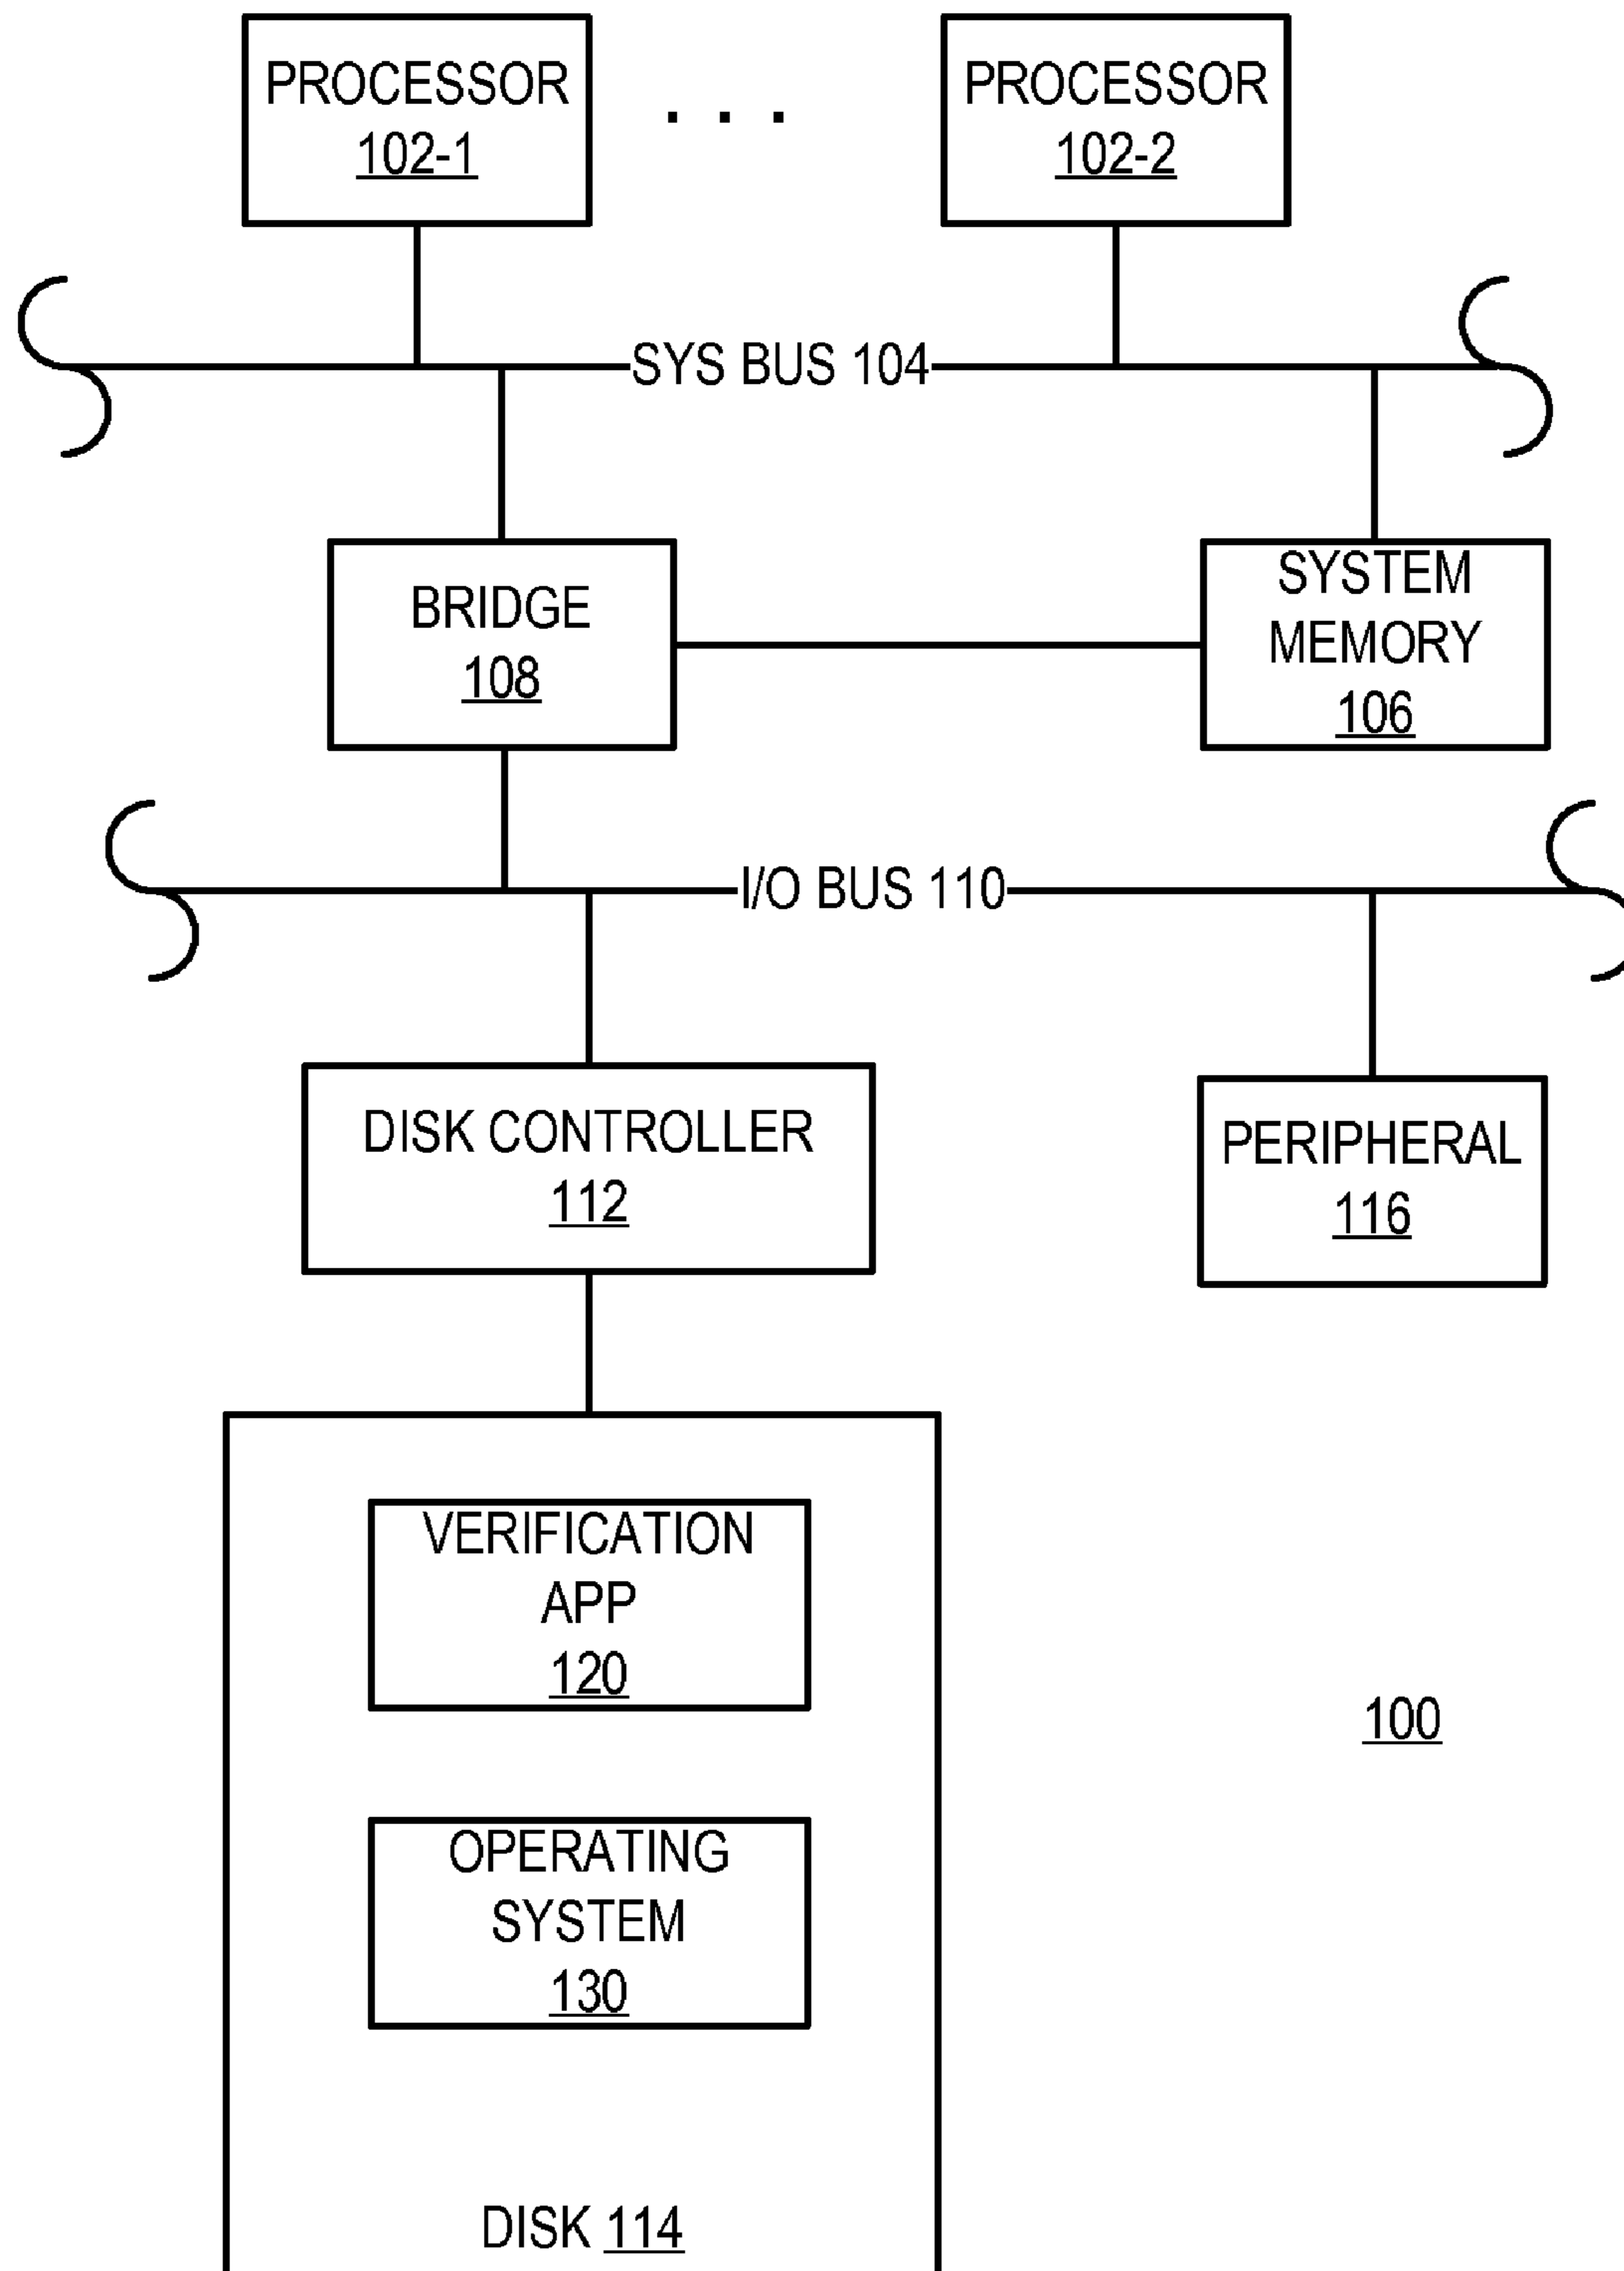 PROCESSOR
102-1
. . .
PROCESSOR
102-2
SYS BUS 104
BRIDGE
108
SYSTEM
MEMORY
106
I/O BUS 110
DISK CONTROLLER
112
PERIPHERAL
116
VERIFICATION
APP
120
100
OPERATING
SYSTEM
130
DISK 114